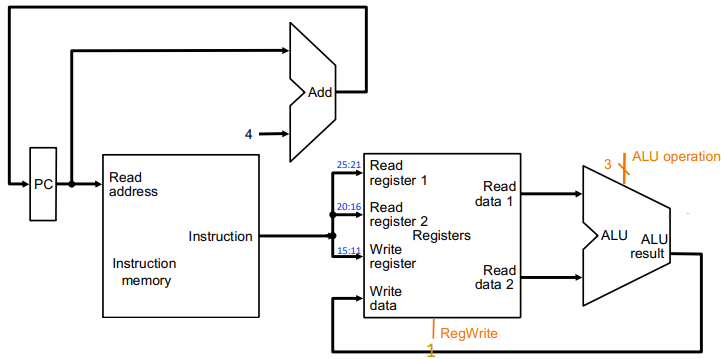 Add
4
PC
Read
address
Instruction
Instruction
memory
25:21
Read
register 1
20:16
Read
register 2
Registers
15:11
Write
register
Write
data
Read
data 1
Read
data 2
RegWrite
1
3
ALU operation
ALU
ALU
result